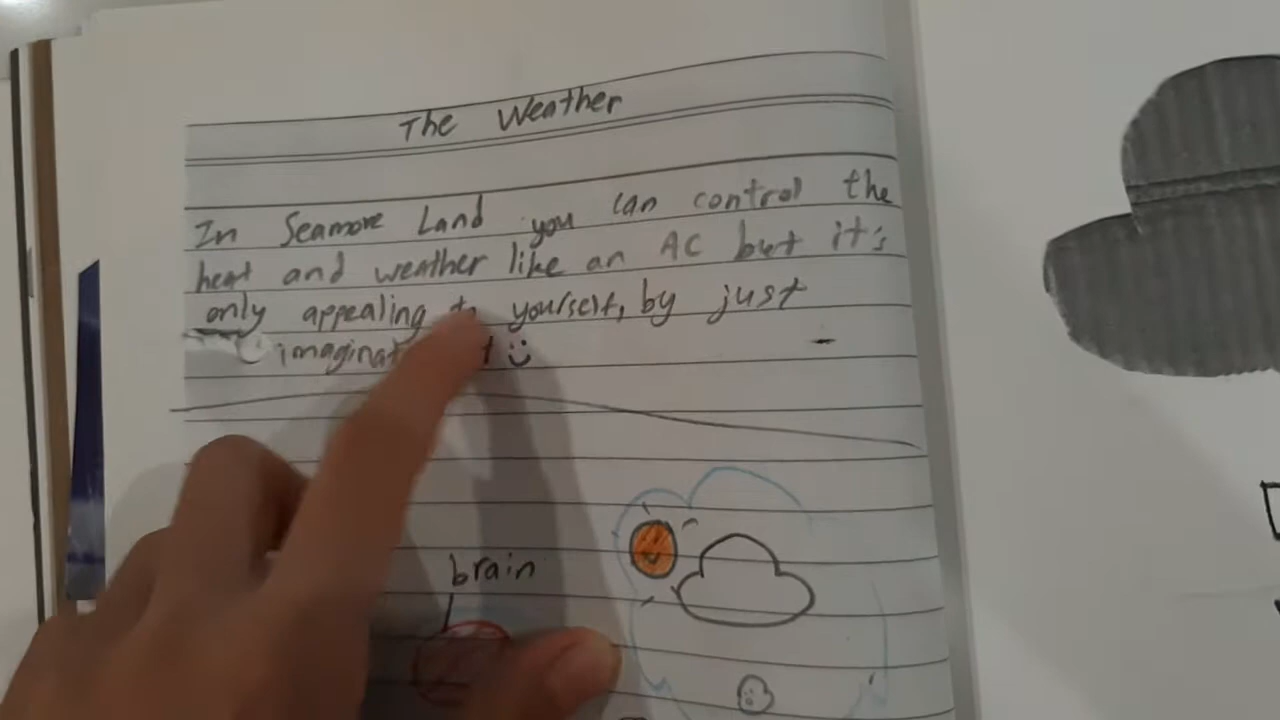 The Weather
In Seamore Land you can control the
heat and weather like an AC but it's
only appealing to yourself, by just
brain